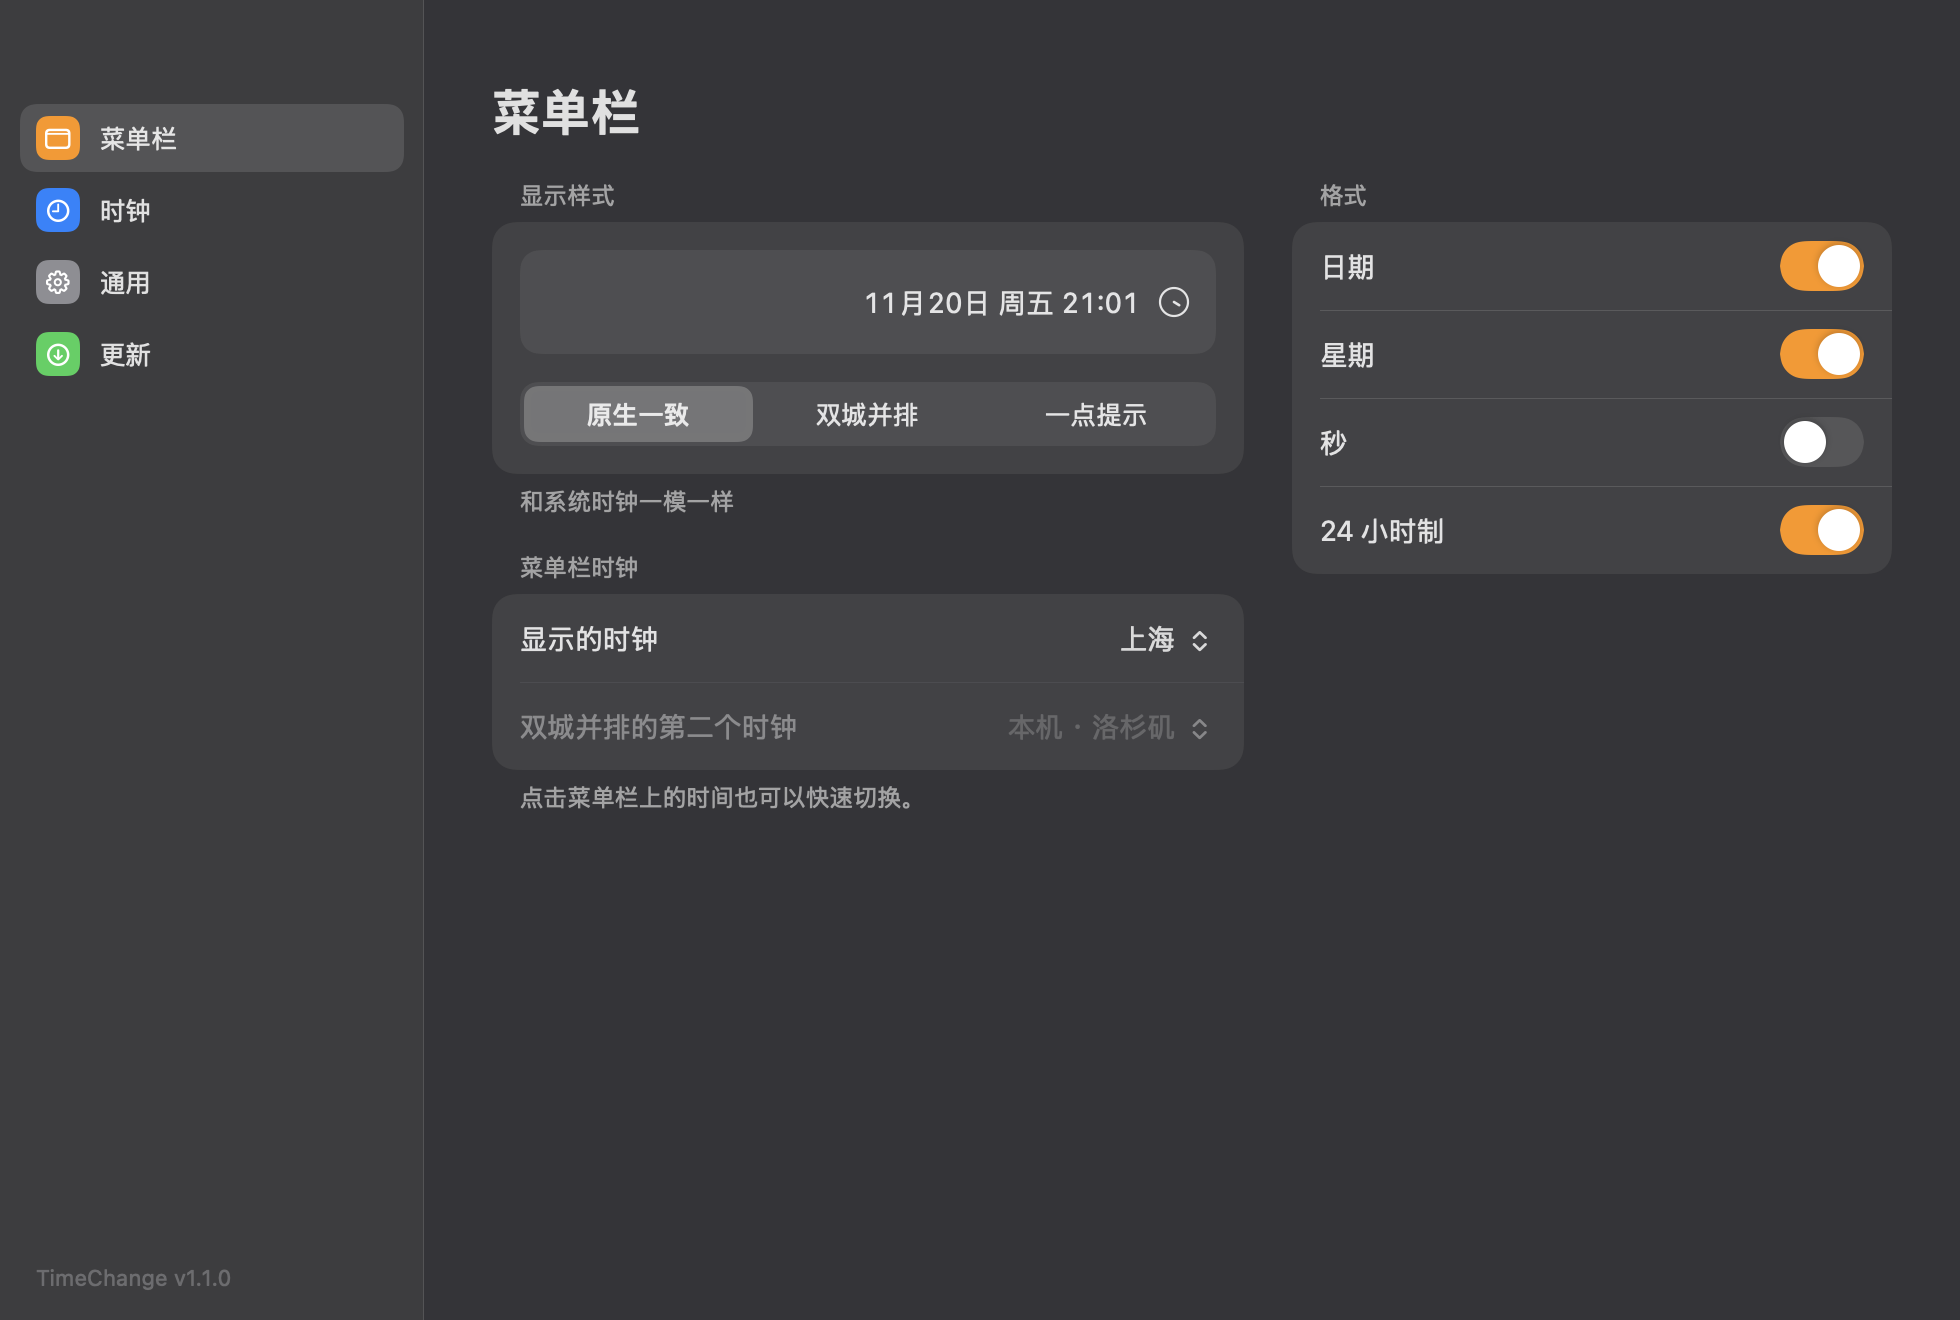 菜单栏
时钟
通用
更新
TimeChange v1.1.0
菜单栏
显示样式
11月20日 周五 21:01
原生一致
双城并排
一点提示
和系统时钟一模一样
菜单栏时钟
显示的时钟
上海
双城并排的第二个时钟
本机 · 洛杉矶
点击菜单栏上的时间也可以快速切换。
格式
日期
星期
秒
24 小时制